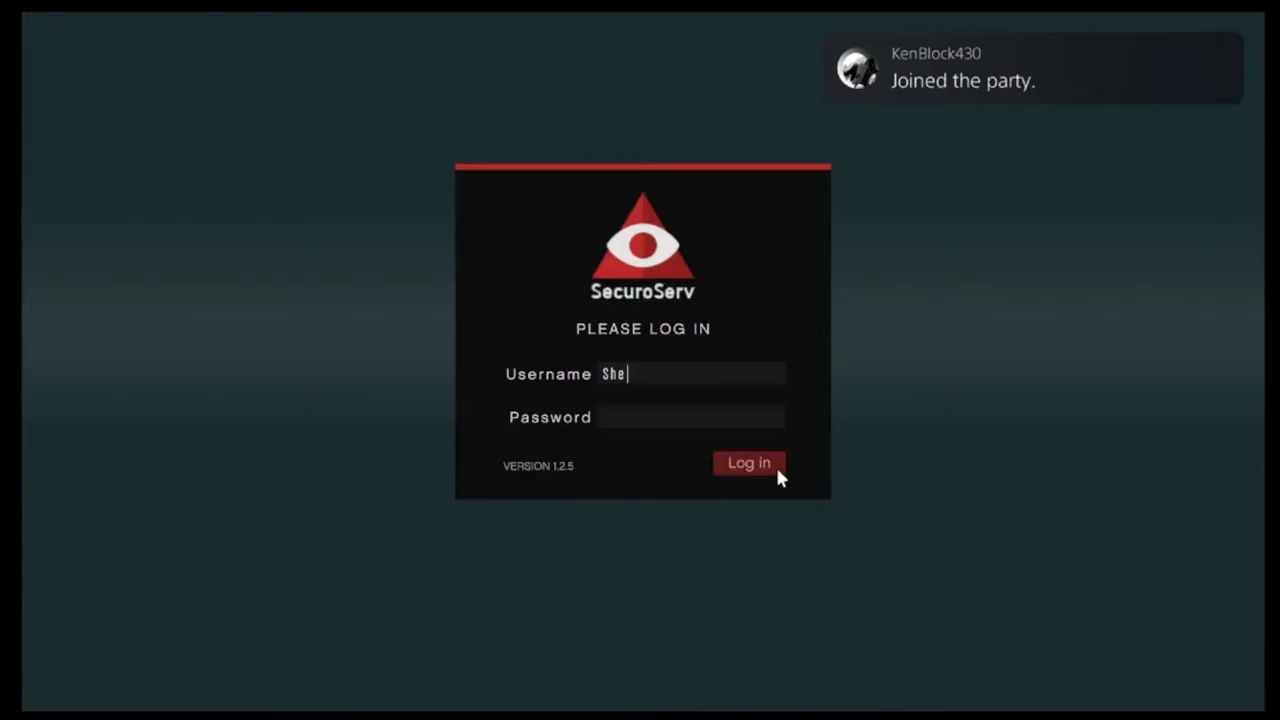 KenBlock430
Joined the party.
SecuroServ
PLEASE LOG IN
Username She
Password
VERSION 1.2.5 Log in